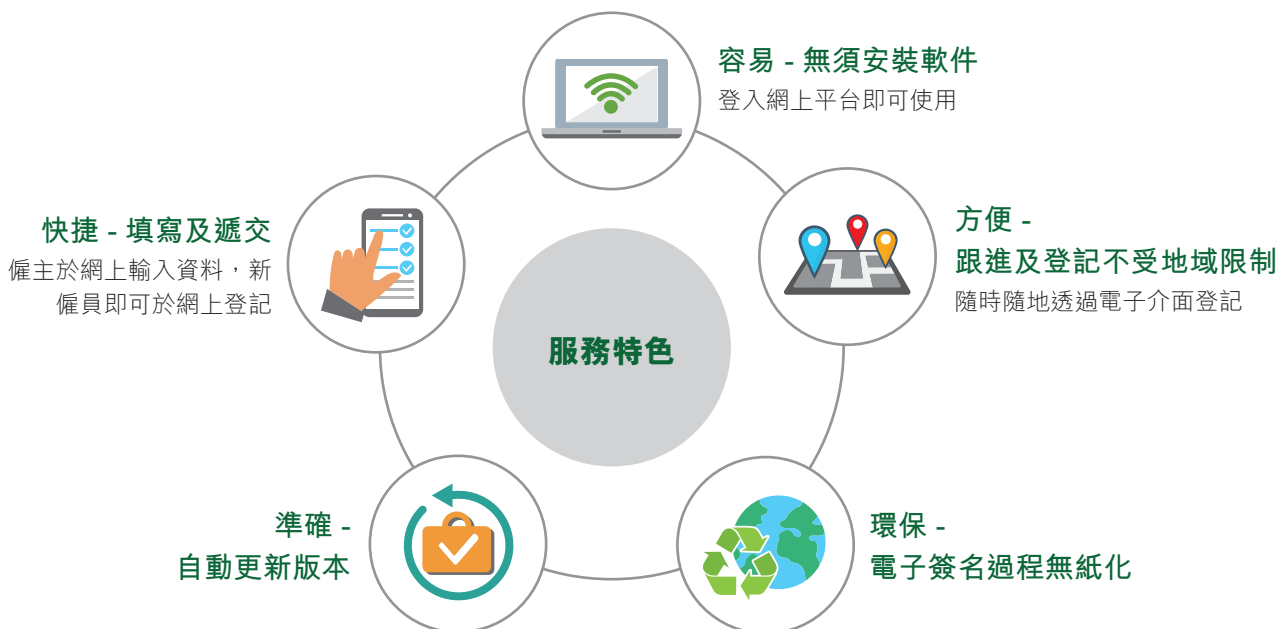 容易 - 無須安裝軟件
登入網上平台即可使用
方便 -
跟進及登記不受地域限制
隨時隨地透過電子介面登記
快捷 - 填寫及遞交
僱主於網上輸入資料，新
僱員即可於網上登記
服務特色
準確 -
自動更新版本
環保 -
電子簽名過程無紙化